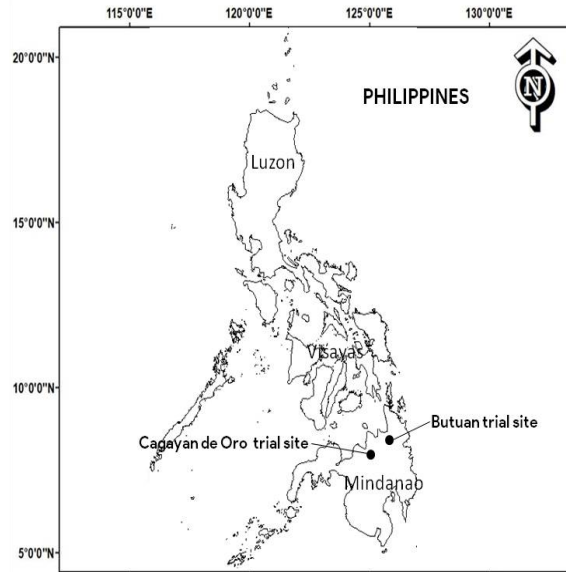 115°0'0"E 120°0'0"E 125°0'0"E 130°0'0"E
20°0'0"N
PHILIPPINES
N
Luzon
15°0'0"N
Visayas
10°0'0"N
Butuan trial site
Cagayan de Oro trial site
Mindanao
5°0'0"N